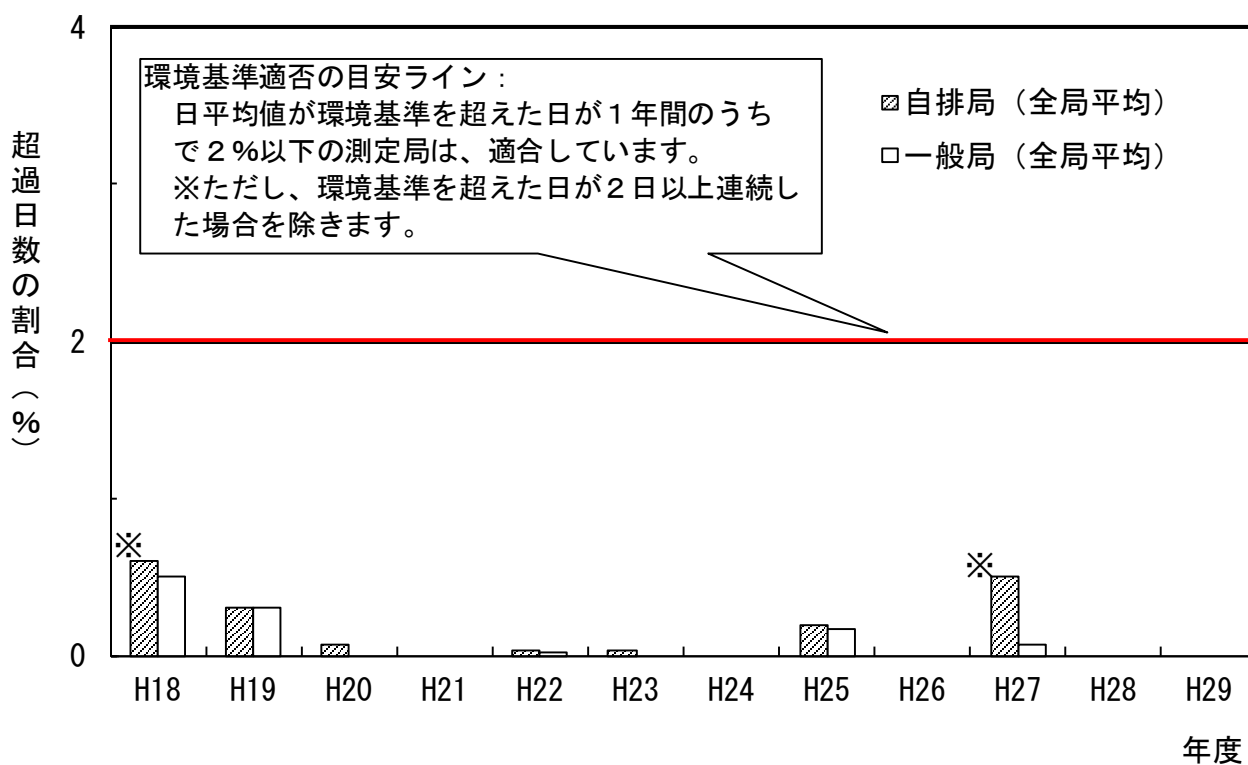 4
環境基準適否の目安ライン：
日平均値が環境基準を超えた日が１年間のうち
で２％以下の測定局は、適合しています。
※ただし、環境基準を超えた日が２日以上連続し
た場合を除きます。
自排局（全局平均）
一般局（全局平均）
超過日数の割合（％）
2
※
※
0
H18 H19 H20 H21 H22 H23 H24 H25 H26 H27 H28 H29
年度